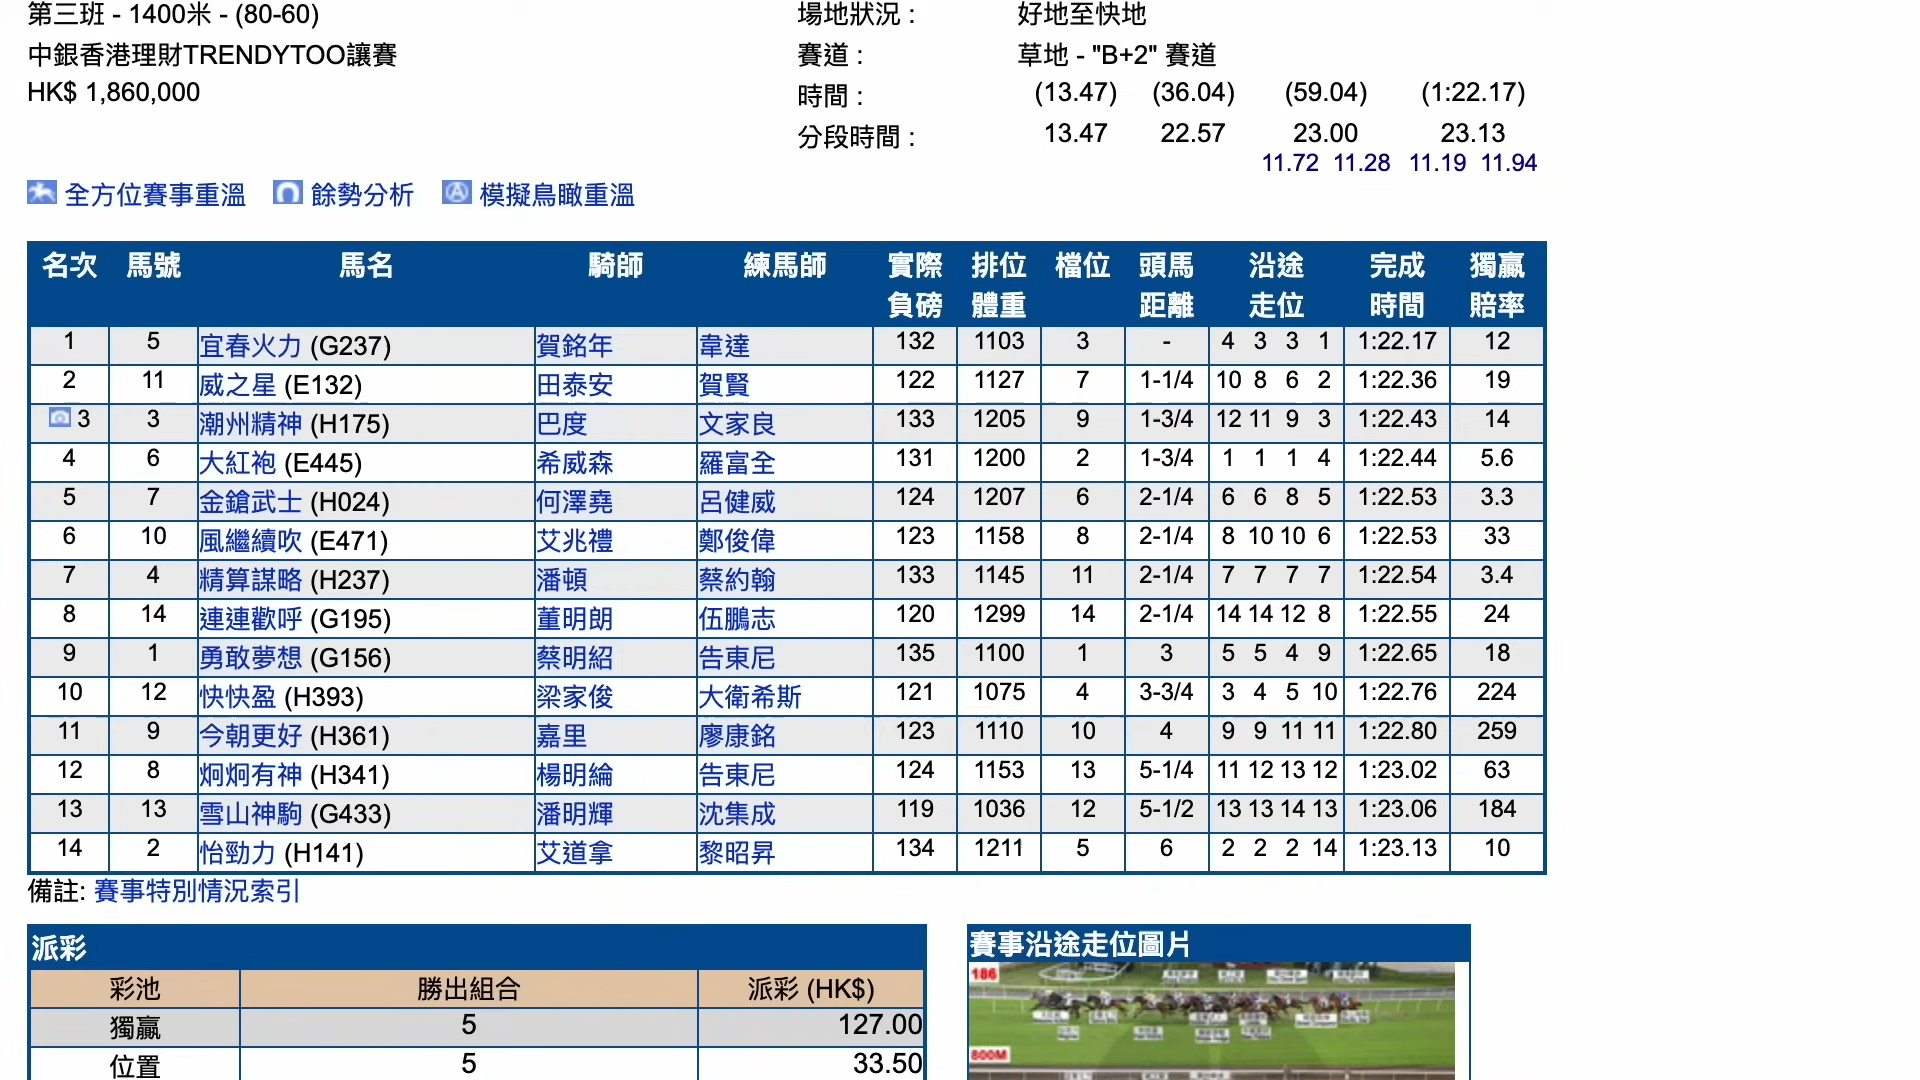 第三班 - 1400米 - (80-60) 場地狀況 : 好地至快地
中銀香港理財TRENDYTOO讓賽 賽道 : 草地 - "B+2" 賽道
HK$ 1,860,000 時間 : (13.47) (36.04) (59.04) (1:22.17)
分段時間 : 13.47 22.57 23.00 23.13
11.72 11.28 11.19 11.94
全方位賽事重溫 餘勢分析 模擬鳥瞰重溫
名次 馬號 馬名 騎師 練馬師 實際負磅 排位體重 檔位 頭馬距離 沿途走位 完成時間 獨贏賠率
1 5 宜春火力 (G237) 賀銘年 韋達 132 1103 3 - 4 3 3 1 1:22.17 12
2 11 威之星 (E132) 田泰安 賀賢 122 1127 7 1-1/4 10 8 6 2 1:22.36 19
3 3 潮州精神 (H175) 巴度 文家良 133 1205 9 1-3/4 12 11 9 3 1:22.43 14
4 6 大紅袍 (E445) 希威森 羅富全 131 1200 2 1-3/4 1 1 1 4 1:22.44 5.6
5 7 金鎗武士 (H024) 何澤堯 呂健威 124 1207 6 2-1/4 6 6 8 5 1:22.53 3.3
6 10 風繼續吹 (E471) 艾兆禮 鄭俊偉 123 1158 8 2-1/4 8 10 10 6 1:22.53 33
7 4 精算謀略 (H237) 潘頓 蔡約翰 133 1145 11 2-1/4 7 7 7 7 1:22.54 3.4
8 14 連連歡呼 (G195) 董明朗 伍鵬志 120 1299 14 2-1/4 14 14 12 8 1:22.55 24
9 1 勇敢夢想 (G156) 蔡明紹 告東尼 135 1100 1 3 5 5 4 9 1:22.65 18
10 12 快快盈 (H393) 梁家俊 大衛希斯 121 1075 4 3-3/4 3 4 5 10 1:22.76 224
11 9 今朝更好 (H361) 嘉里 廖康銘 123 1110 10 4 9 9 11 11 1:22.80 259
12 8 炯炯有神 (H341) 楊明綸 告東尼 124 1153 13 5-1/4 11 12 13 12 1:23.02 63
13 13 雪山神駒 (G433) 潘明輝 沈集成 119 1036 12 5-1/2 13 13 14 13 1:23.06 184
14 2 怡勁力 (H141) 艾道拿 黎昭昇 134 1211 5 6 2 2 2 14 1:23.13 10
備註: 賽事特別情況索引
派彩
彩池 勝出組合 派彩 (HK$)
獨贏 5 127.00
位置 5 33.50
賽事沿途走位圖片
186
800M